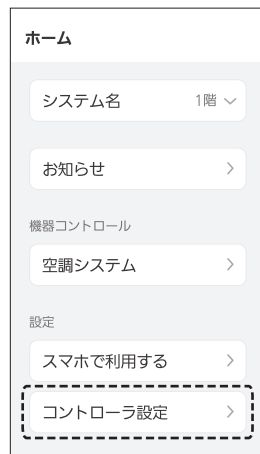 ホーム
システム名 1階
お知らせ
機器コントロール
空調システム
設定
スマホで利用する
コントローラ設定